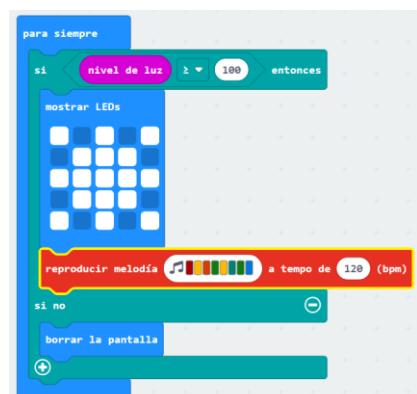 para siempre
si nivel de luz ≥ 100 entonces
mostrar LEDs
reproducir melodía a tempo de 120 (bpm)
si no
borrar la pantalla